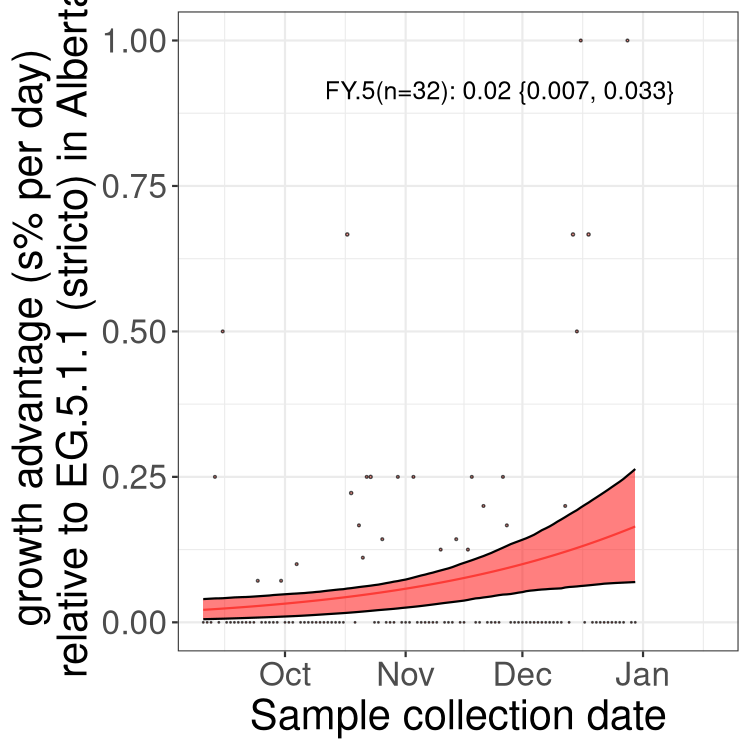 growth advantage (s% per day)
relative to EG.5.1.1 (stricto) in Alberta
1.00
0.75
0.50
0.25
0.00
FY.5(n=32): 0.02 {0.007, 0.033}
Oct Nov Dec Jan
Sample collection date